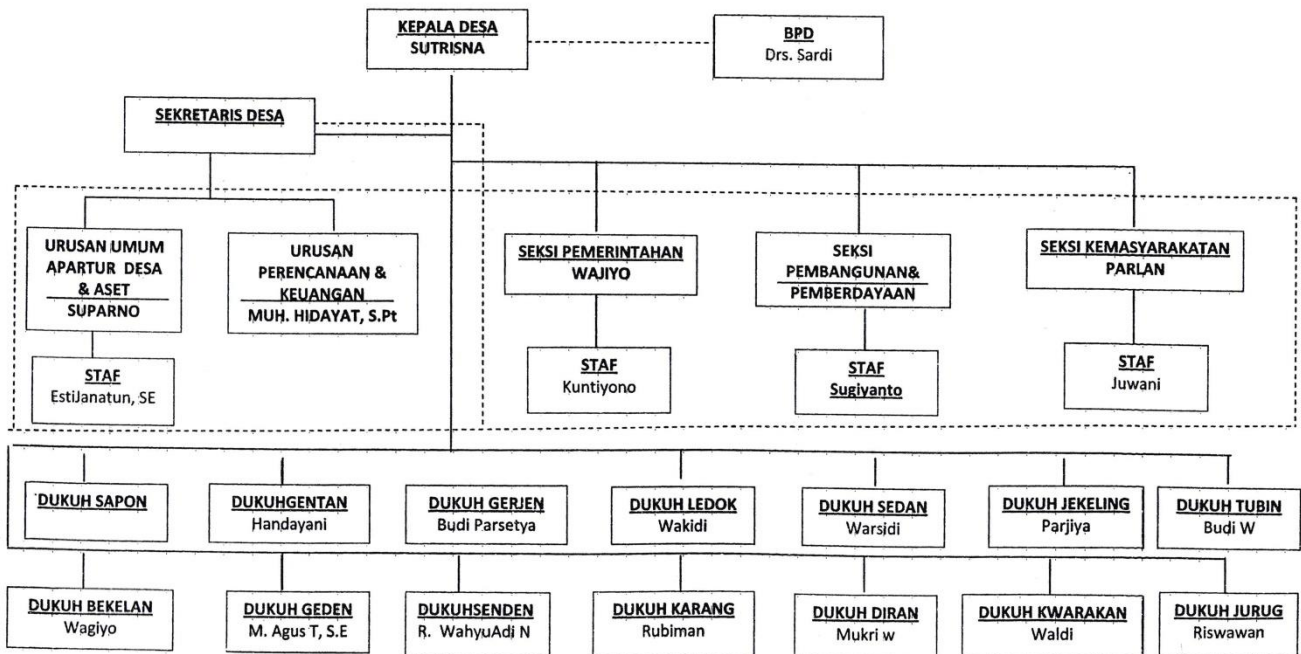 KEPALA DESA
SUTRISNA
BPD
Drs. Sardi
SEKRETARIS DESA
URUSAN UMUM
APARTUR DESA
& ASET
SUPARNO
URUSAN
PERENCANAAN &
KEUANGAN
MUH. HIDAYAT, S.Pt
SEKSI PEMERINTAHAN
WAJIYO
SEKSI
PEMBANGUNAN&
PEMBERDAYAAN
SEKSI KEMASYARAKATAN
PARLAN
STAF
EstiJanatun, SE
STAF
Kuntiyono
STAF
Sugiyanto
STAF
Juwani
DUKUH SAPON
DUKUHGENTAN
Handayani
DUKUH GERJEN
Budi Parsetya
DUKUH LEDOK
Wakidi
DUKUH SEDAN
Warsidi
DUKUH JEKELING
Parjiya
DUKUH TUBIN
Budi W
DUKUH BEKELAN
Wagiyo
DUKUH GEDEN
M. Agus T, S.E
DUKUHSENDEN
R. WahyuAdi N
DUKUH KARANG
Rubiman
DUKUH DIRAN
Mukri w
DUKUH KWARAKAN
Waldi
DUKUH JURUG
Riswawan